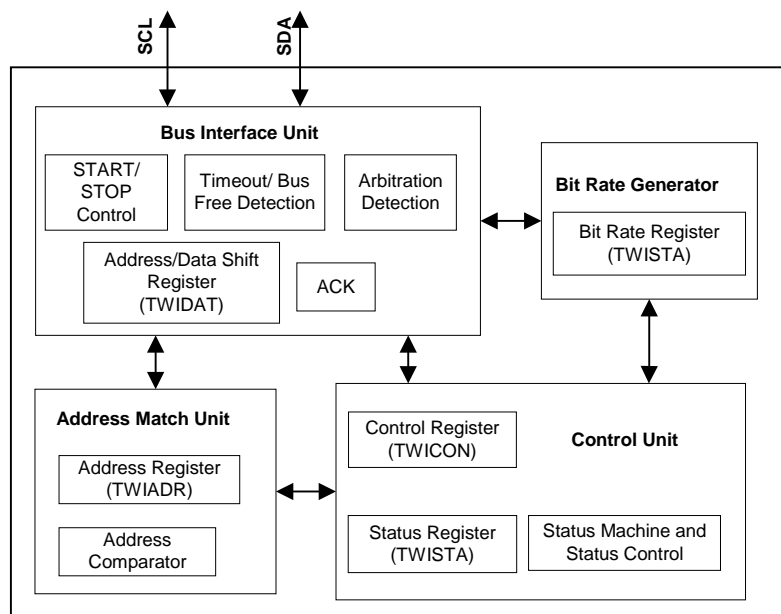 SCL
SDA
Bus Interface Unit
START/
STOP
Control
Timeout/ Bus
Free Detection
Arbitration
Detection
Address/Data Shift
Register
(TWIDAT)
ACK
Bit Rate Generator
Bit Rate Register
(TWISTA)
Address Match Unit
Address Register
(TWIADR)
Address
Comparator
Control Register
(TWICON)
Control Unit
Status Register
(TWISTA)
Status Machine and
Status Control